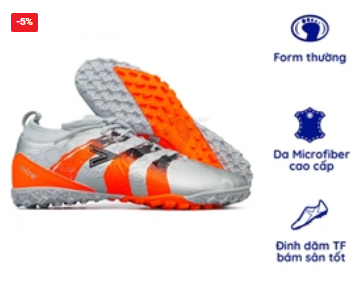 -5%
Form thường
Da Microfiber
cao cấp
Đinh dăm TF
bám sân tốt